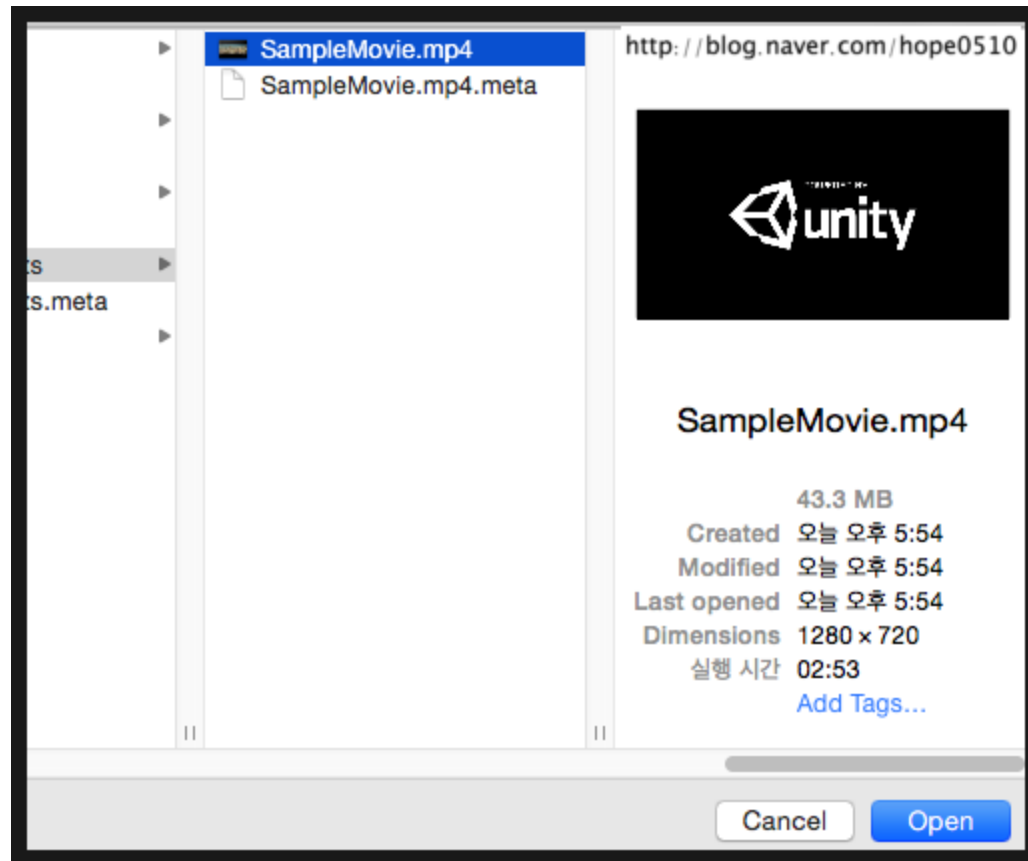 SampleMovie.mp4
SampleMovie.mp4.meta
ts
ts.meta
http://blog.naver.com/hope0510
unity
SampleMovie.mp4
43.3 MB
Created 오늘 오후 5:54
Modified 오늘 오후 5:54
Last opened 오늘 오후 5:54
Dimensions 1280 × 720
실행 시간 02:53
Add Tags...
Cancel
Open